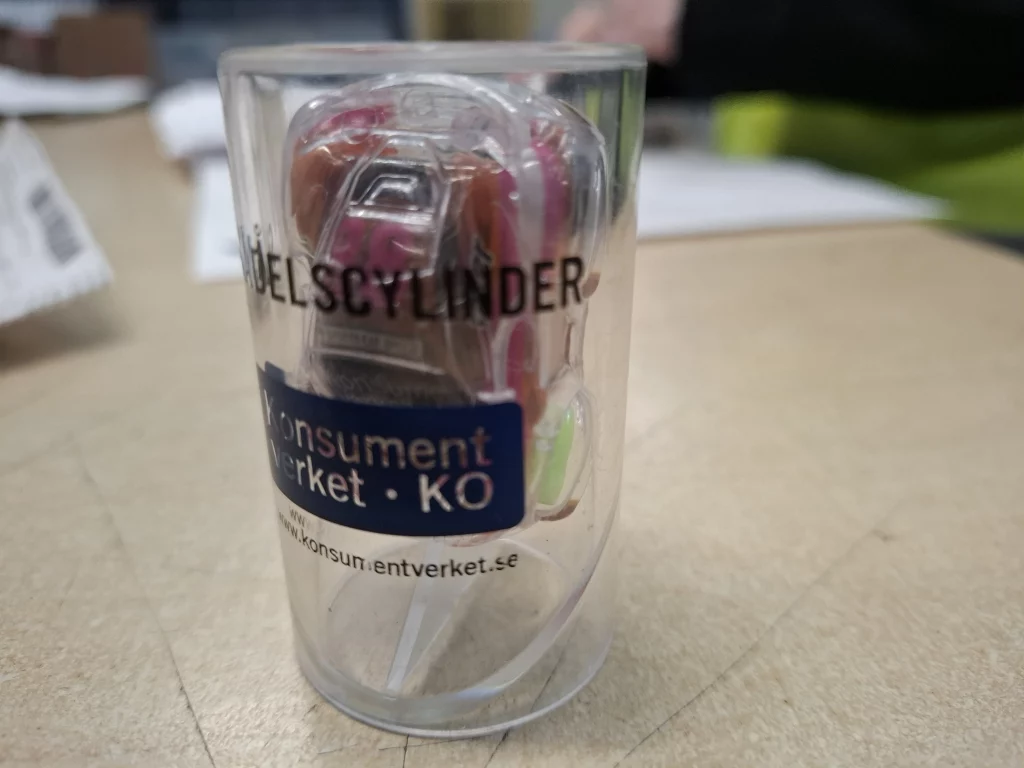 DELSCYLINDER
Konsument
Verket · KO
www.konsumentverket.se